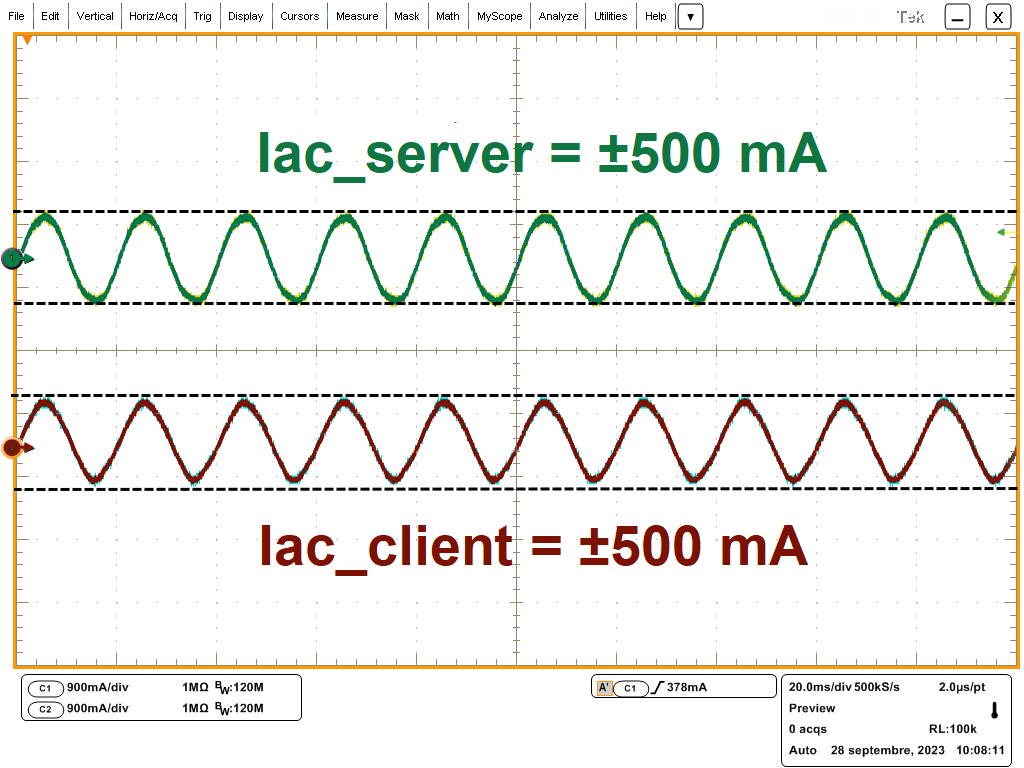 File Edit Vertical Horiz/Acq Trig Display Cursors Measure Mask Math MyScope Analyze Utilities Help ▼ Tek X
Iac_server = ±500 mA
Iac_client = ±500 mA
C1 900mA/div 1MΩ BW:120M
C2 900mA/div 1MΩ BW:120M
A' C1 378mA
20.0ms/div 500kS/s 2.0µs/pt
Preview
0 acqs RL:100k
Auto 28 septembre, 2023 10:08:11